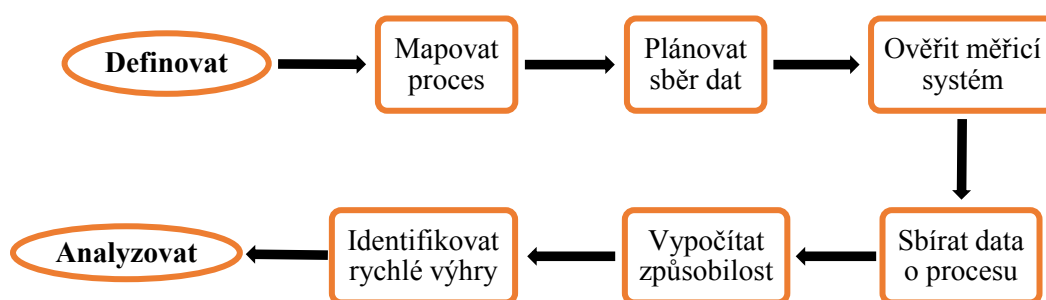 Definovat
Mapovat
proces
Plánovat
sběr dat
Ověřit měřicí
systém
Sbírat data
o procesu
Vypočítat
způsobilost
Identifikovat
rychlé výhry
Analyzovat